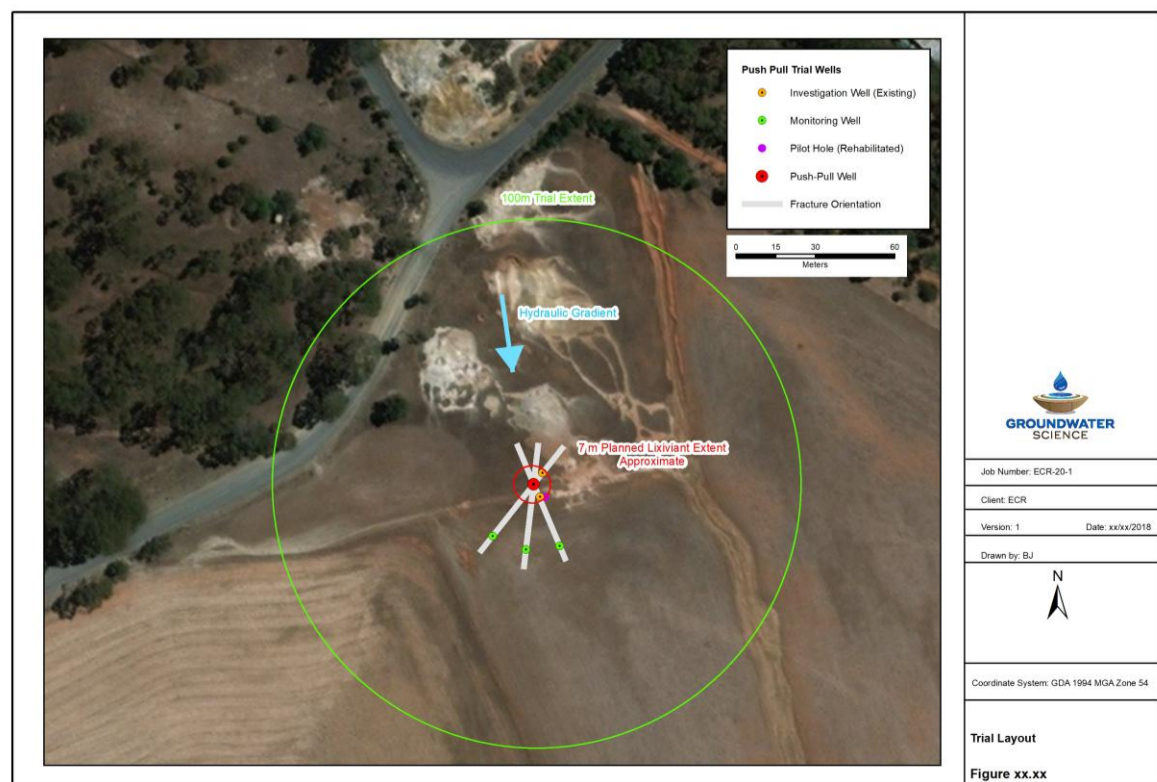 Push Pull Trial Wells
Investigation Well (Existing)
Monitoring Well
Pilot Hole (Rehabilitated)
Push-Pull Well
Fracture Orientation
0 15 30 60
Meters
100m Trial Extent
Hydraulic Gradient
7 m Planned Lixiviant Extent
Approximate
GROUNDWATER
SCIENCE
Job Number: ECR-20-1
Client: ECR
Version: 1 Date: xx/xx/2018
Drawn by: BJ
N
Coordinate System: GDA 1994 MGA Zone 54
Trial Layout
Figure xx.xx